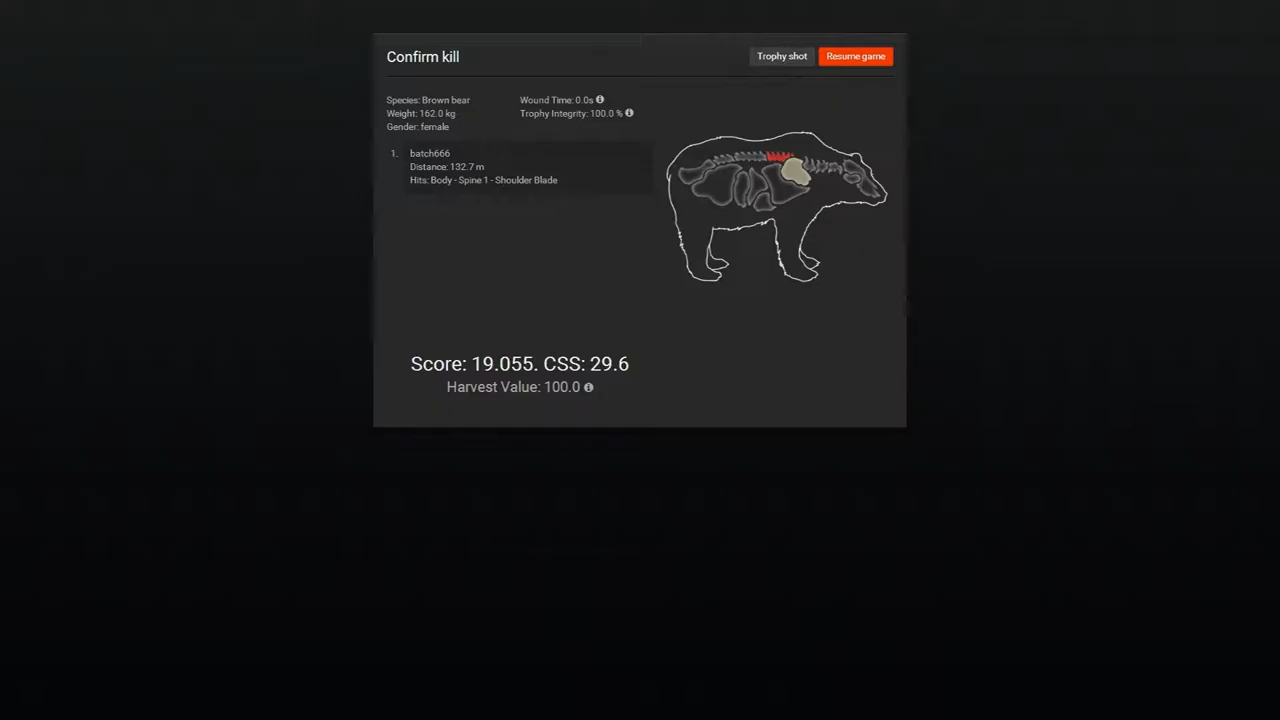 Confirm kill
Trophy shot
Resume game
Species: Brown bear
Weight: 162.0 kg
Gender: female
Wound Time: 0.0s
Trophy Integrity: 100.0 %
1.
batch666
Distance: 132.7 m
Hits: Body - Spine 1 - Shoulder Blade
Score: 19.055. CSS: 29.6
Harvest Value: 100.0